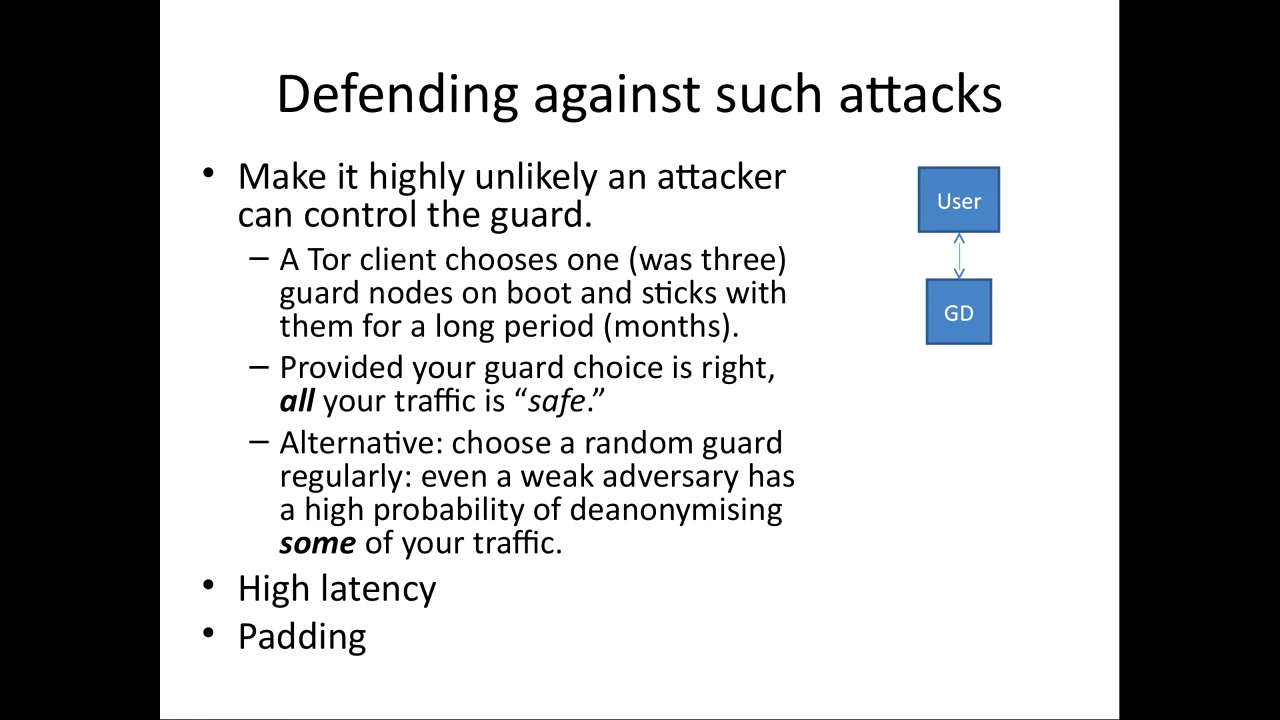 Defending against such attacks
• Make it highly unlikely an attacker
can control the guard.
– A Tor client chooses one (was three)
guard nodes on boot and sticks with
them for a long period (months).
– Provided your guard choice is right,
all your traffic is “safe.”
– Alternative: choose a random guard
regularly: even a weak adversary has
a high probability of deanonymising
some of your traffic.
• High latency
• Padding
User
GD